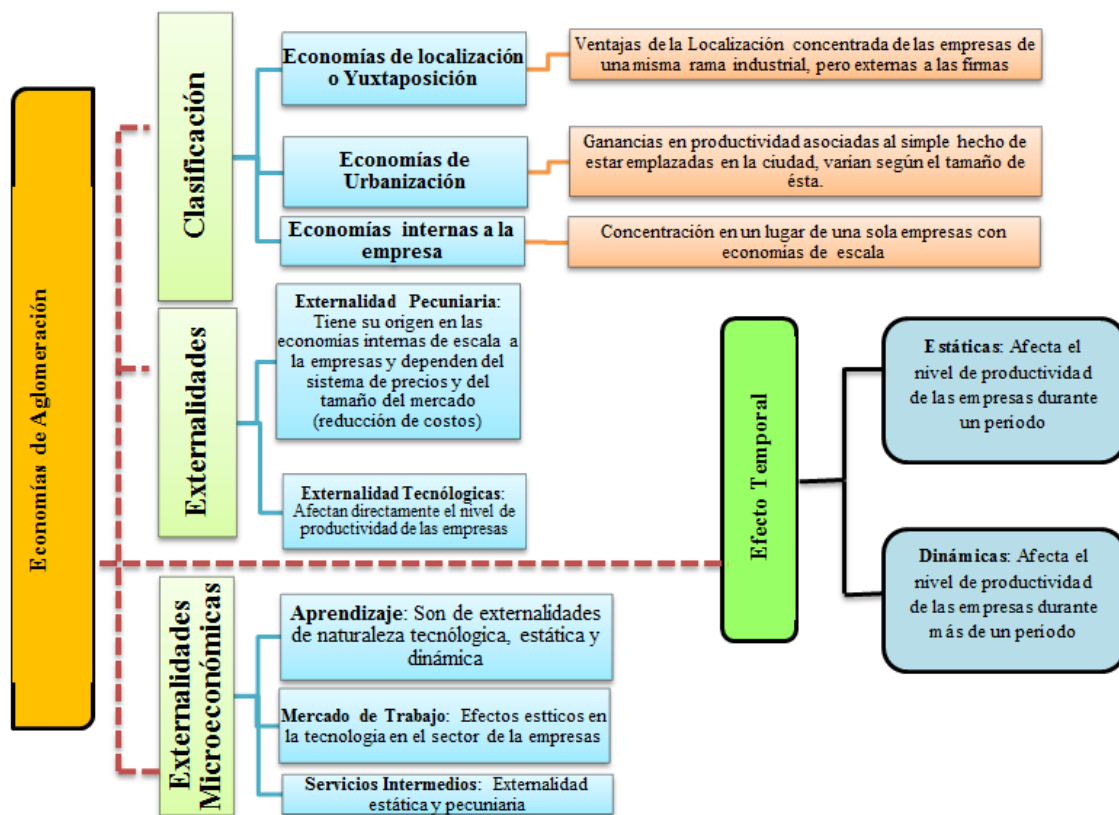 Economías de Aglomeración
Clasificación
Economías de localización
o Yuxtaposición
Ventajas de la Localización concentrada de las empresas de
una misma rama industrial, pero externas a las firmas
Economías de
Urbanización
Ganancias en productividad asociadas al simple hecho de
estar emplazadas en la ciudad, varian según el tamaño de
ésta.
Economías internas a la
empresa
Concentración en un lugar de una sola empresas con
economías de escala
Externalidades
Externalidad Pecuniaria:
Tiene su origen en las
economías internas de escala a
la empresas y dependen del
sistema de precios y del
tamaño del mercado
(reducción de costos)
Externalidad Tecnólogicas:
Afectan directamente el nivel de
productividad de las empresas
Externalidades
Microeconómicas
Aprendizaje: Son de externalidades
de naturaleza tecnólogica, estática y
dinámica
Mercado de Trabajo: Efectos estticos en
la tecnologia en el sector de la empresas
Servicios Intermedios: Externalidad
estática y pecuniaria
Efecto Temporal
Estáticas: Afecta el
nivel de productividad
de las empresas durante
un periodo
Dinámicas: Afecta el
nivel de productividad
de las empresas durante
más de un periodo